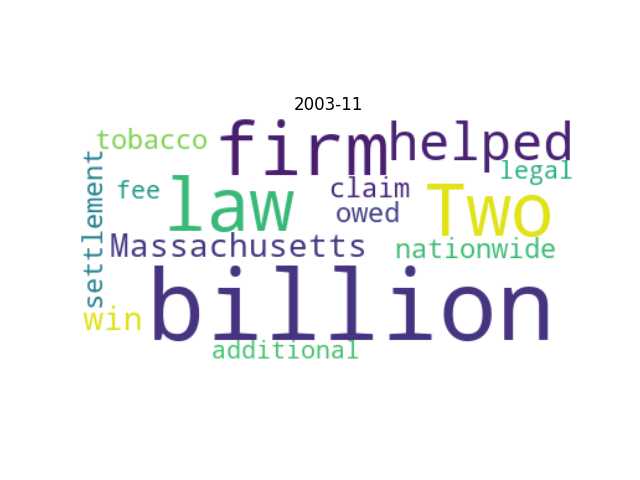 2003-11
tobacco
firm
helped
legal
settlement
fee
law
claim
owed
Two
Massachusetts
nationwide
win
billion
additional